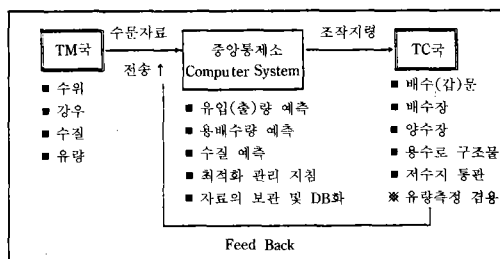 TM국
수문자료
전송
중앙통제소
Computer System
조작지령
TC국
■ 수위
■ 강우
■ 수질
■ 유량
■ 유입(출)량 예측
■ 용배수량 예측
■ 수질 예측
■ 최적화 관리 지침
■ 자료의 보관 및 DB화
■ 배수(갑)문
■ 배수장
■ 양수장
■ 용수로 구조물
■ 저수지 통관
※ 유량측정 겸용
Feed Back